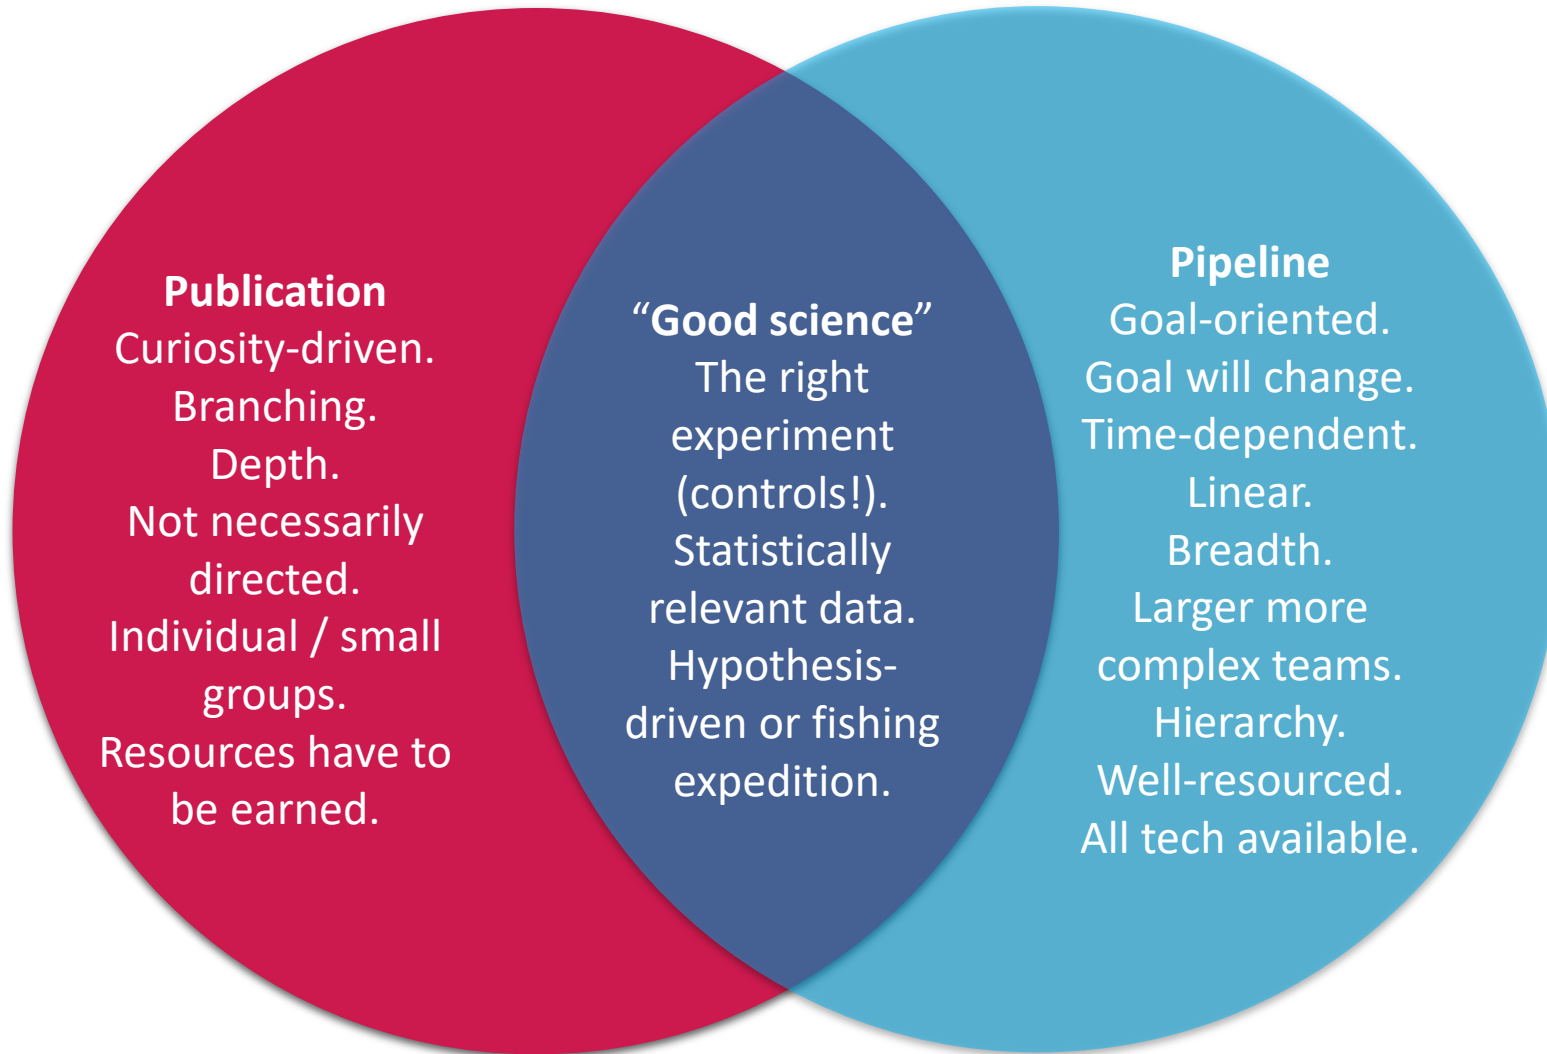 Publication
Curiosity-driven.
Branching.
Depth.
Not necessarily
directed.
Individual / small
groups.
Resources have to
be earned.
“Good science”
The right
experiment
(controls!).
Statistically
relevant data.
Hypothesis-
driven or fishing
expedition.
Pipeline
Goal-oriented.
Goal will change.
Time-dependent.
Linear.
Breadth.
Larger more
complex teams.
Hierarchy.
Well-resourced.
All tech available.